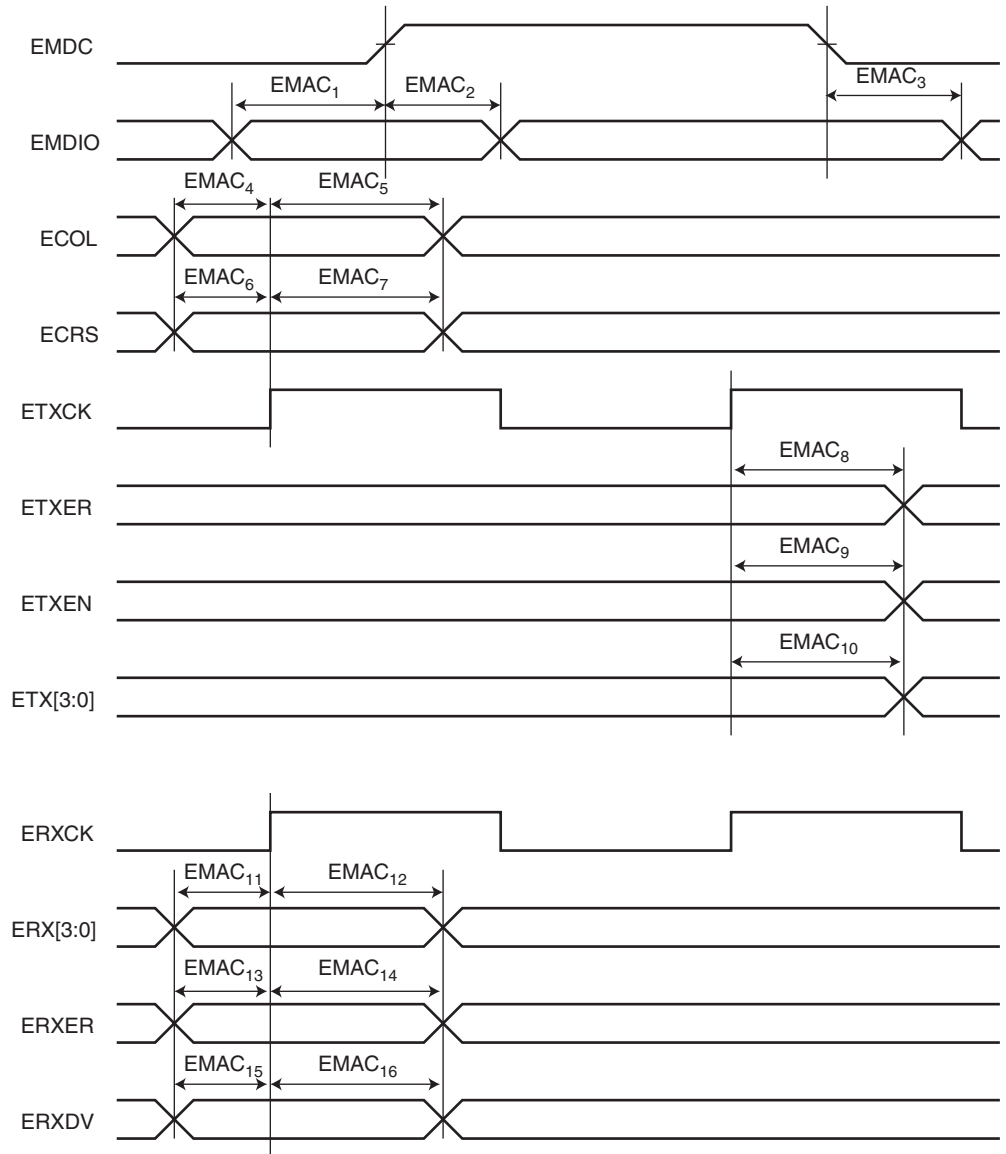 EMDC
EMAC1 EMAC2 EMAC3
EMDIO
EMAC4 EMAC5
ECOL
EMAC6 EMAC7
ECRS
ETXCK
EMAC8
ETXER
EMAC9
ETXEN
EMAC10
ETX[3:0]
ERXCK
EMAC11 EMAC12
ERX[3:0]
EMAC13 EMAC14
ERXER
EMAC15 EMAC16
ERXDV